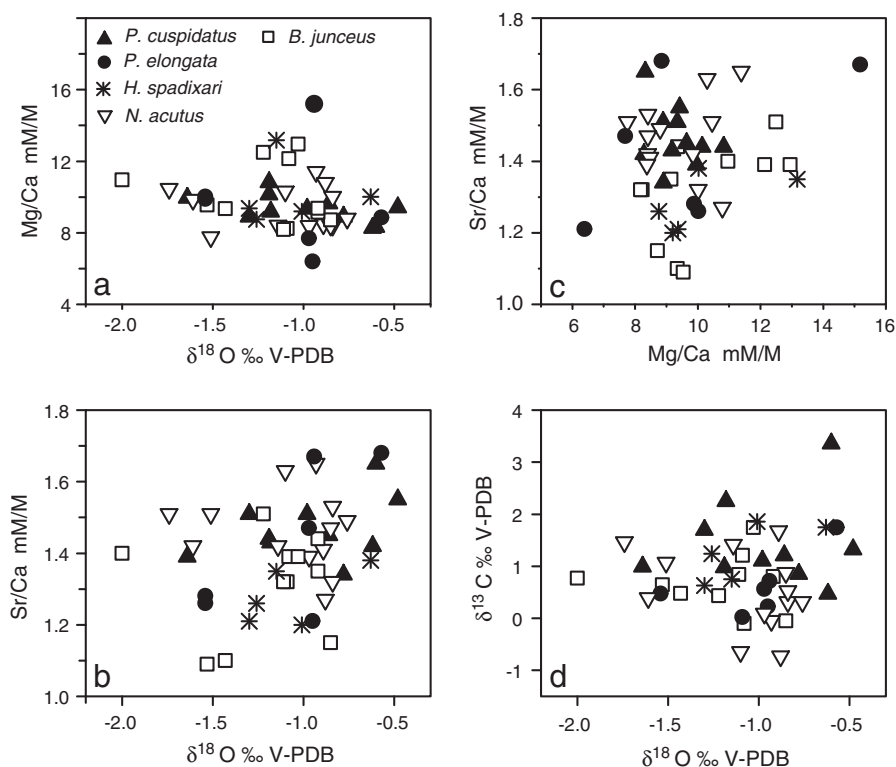 P. cuspidatus
B. junceus
P. elongata
H. spadixari
N. acutus
16
12
8
4
Mg/Ca mM/M
a
-2.0 -1.5 -1.0 -0.5
δ¹⁸O ‰ V-PDB
1.8
1.6
1.4
1.2
1.0
Sr/Ca mM/M
c
6 8 10 12 14 16
Mg/Ca mM/M
1.8
1.6
1.4
1.2
1.0
Sr/Ca mM/M
b
-2.0 -1.5 -1.0 -0.5
δ¹⁸O ‰ V-PDB
4
3
2
1
0
-1
δ¹³C ‰ V-PDB
d
-2.0 -1.5 -1.0 -0.5
δ¹⁸O ‰ V-PDB